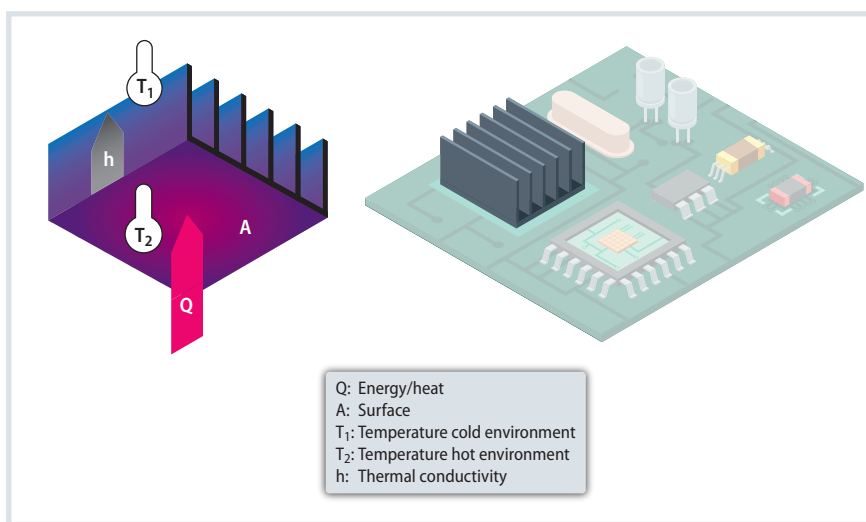 T₁
h
T₂
A
Q
Q: Energy/heat
A: Surface
T₁: Temperature cold environment
T₂: Temperature hot environment
h: Thermal conductivity